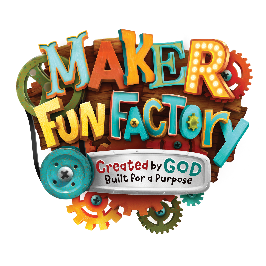 MAKER
FUN FACTORY
Created by GOD
Built for a Purpose